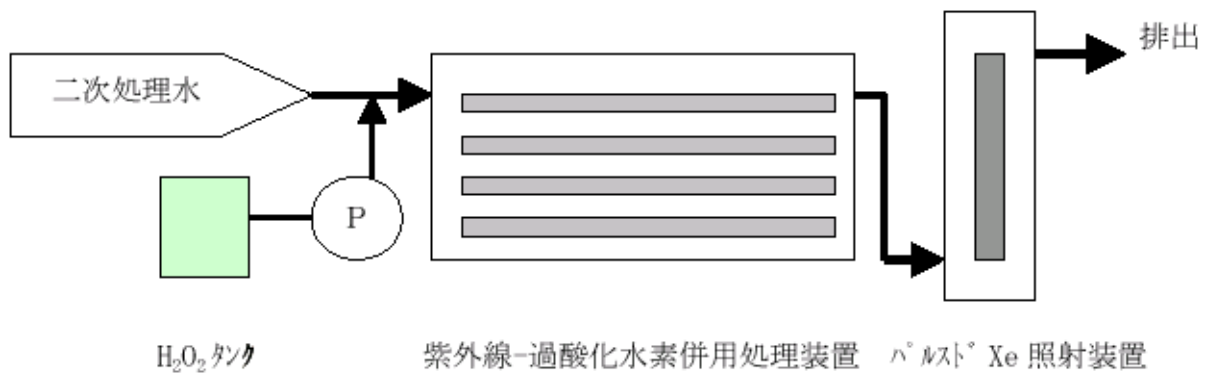 排出
二次処理水
P
H₂O₂ﾀﾝｸ
紫外線-過酸化水素併用処理装置
ﾊﾟﾙｽﾄﾞXe 照射装置